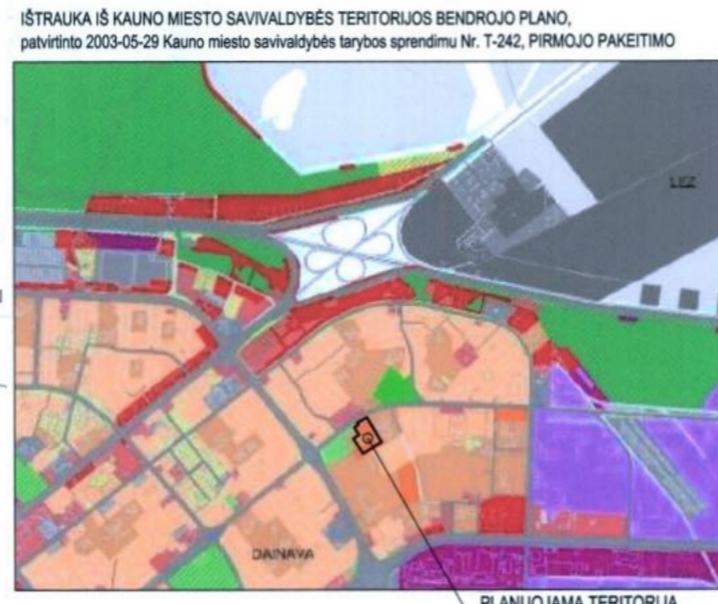 IŠTRAUKA IŠ KAUNO MIESTO SAVIVALDYBĖS TERITORIJOS BENDROJO PLANO,
patvirtinto 2003-05-29 Kauno miesto savivaldybės tarybos sprendimu Nr. T-242, PIRMOJO PAKEITIMO
LEZ
DAINAVA
PLANUOJAMA TERITORIJA